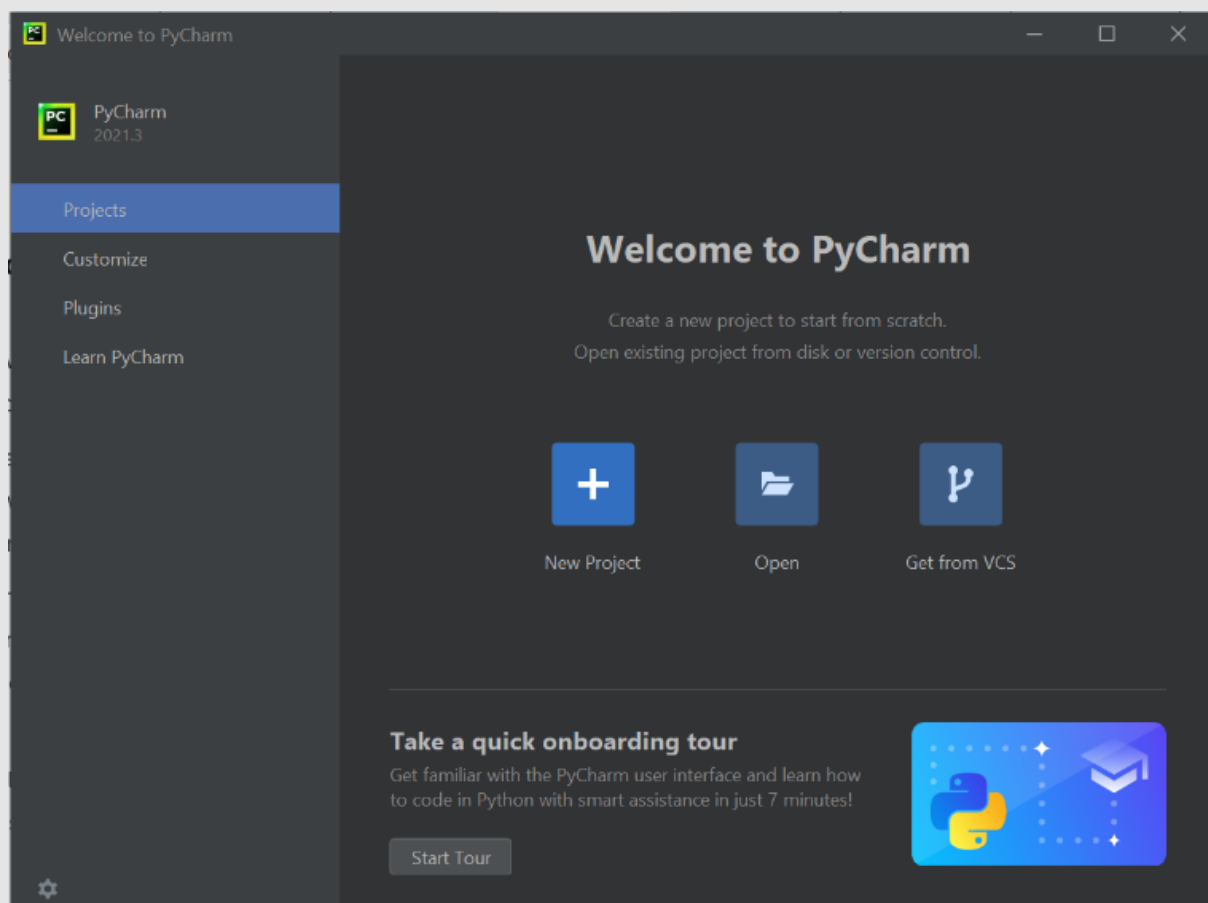 Welcome to PyCharm
PC
PyCharm
2021.3
Projects
Customize
Plugins
Learn PyCharm
Welcome to PyCharm
Create a new project to start from scratch.
Open existing project from disk or version control.
New Project
Open
Get from VCS
Take a quick onboarding tour
Get familiar with the PyCharm user interface and learn how
to code in Python with smart assistance in just 7 minutes!
Start Tour